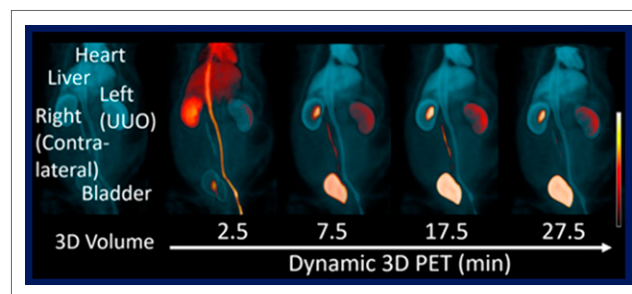 Heart
Liver
Left
(UUO)
Right
(Contra-
lateral)
Bladder
2.5 7.5 17.5 27.5
3D Volume
Dynamic 3D PET (min)